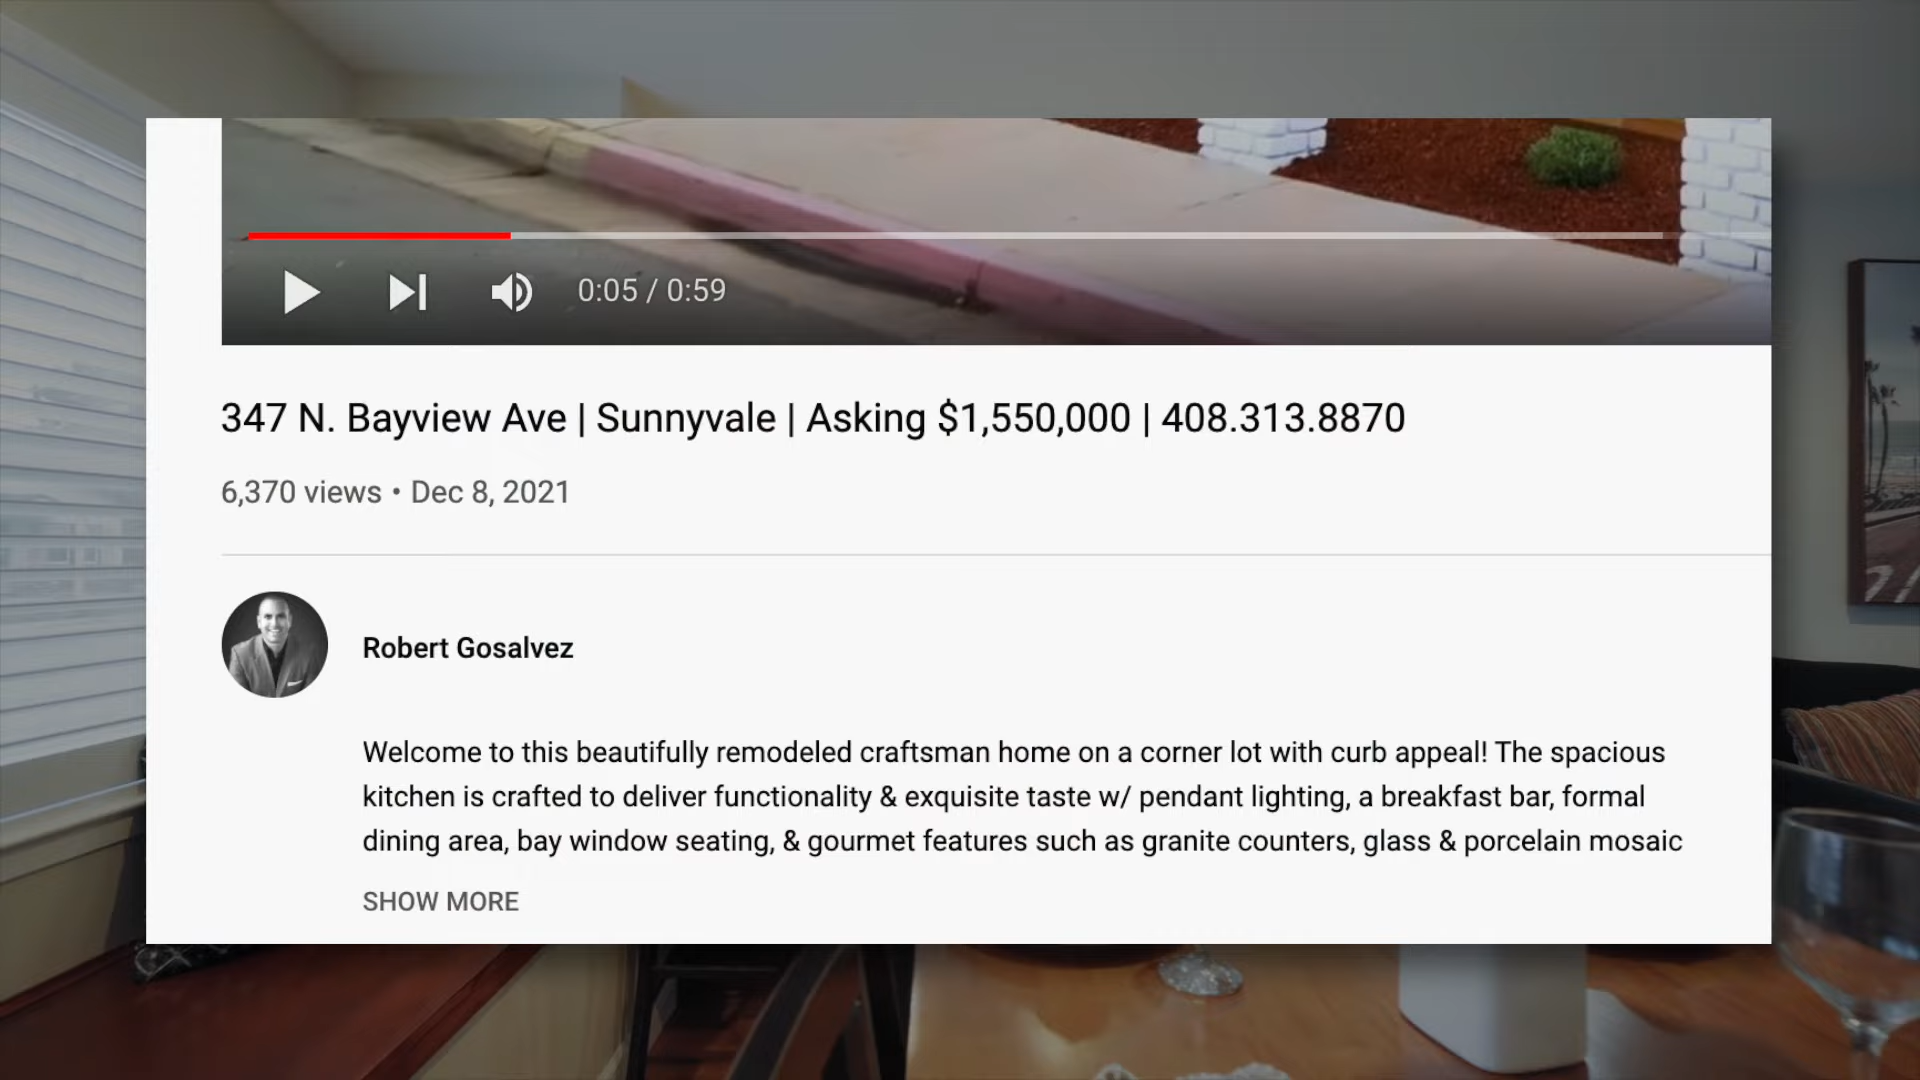 0:05 / 0:59
347 N. Bayview Ave | Sunnyvale | Asking $1,550,000 | 408.313.8870
6,370 views • Dec 8, 2021
Robert Gosalvez
Welcome to this beautifully remodeled craftsman home on a corner lot with curb appeal! The spacious
kitchen is crafted to deliver functionality & exquisite taste w/ pendant lighting, a breakfast bar, formal
dining area, bay window seating, & gourmet features such as granite counters, glass & porcelain mosaic
SHOW MORE